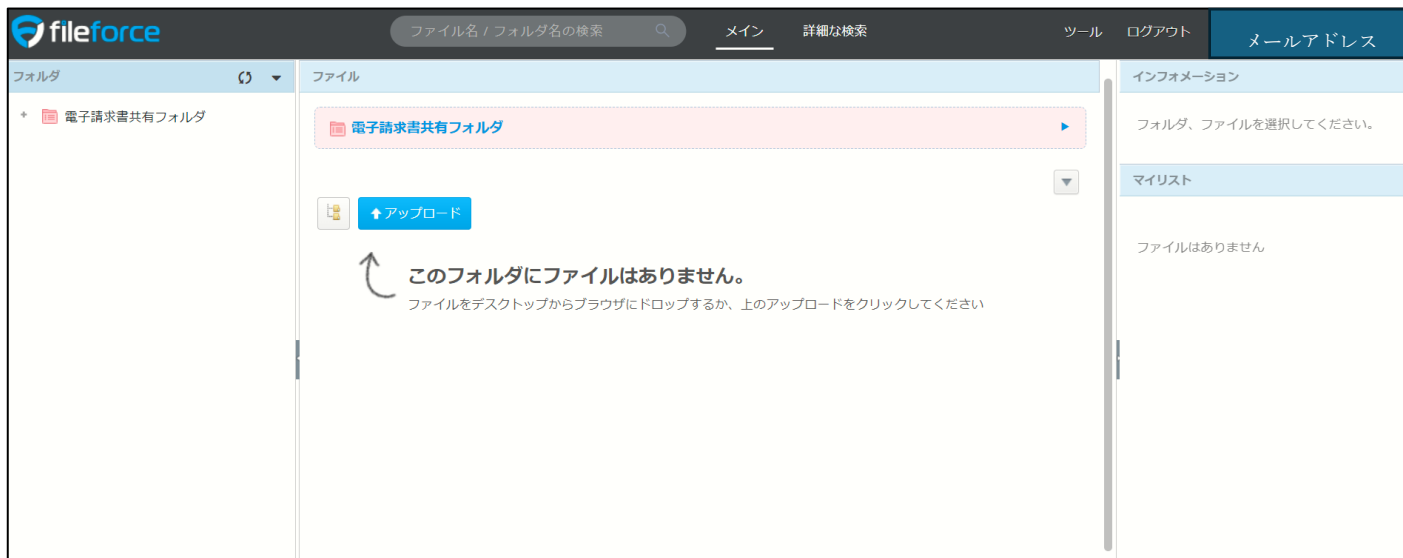 fileforce
ファイル名 / フォルダ名の検索
メイン
詳細な検索
ツール
ログアウト
メールアドレス
フォルダ
ファイル
インフォメーション
電子請求書共有フォルダ
電子請求書共有フォルダ
フォルダ、ファイルを選択してください。
マイリスト
アップロード
ファイルはありません
このフォルダにファイルはありません。
ファイルをデスクトップからブラウザにドロップするか、上のアップロードをクリックしてください